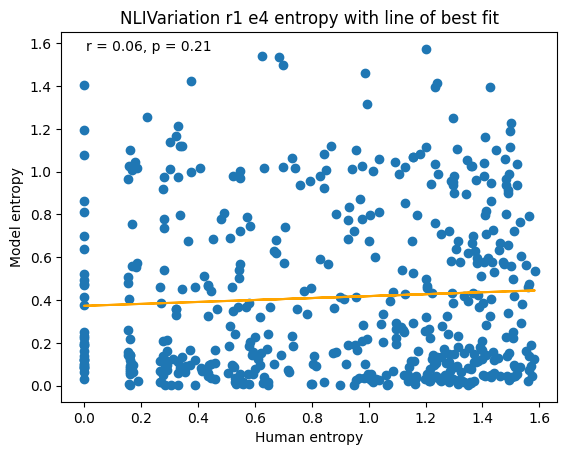 NLIVariation r1 e4 entropy with line of best fit
r = 0.06, p = 0.21
Model entropy
1.6
1.4
1.2
1.0
0.8
0.6
0.4
0.2
0.0
0.0 0.2 0.4 0.6 0.8 1.0 1.2 1.4 1.6
Human entropy